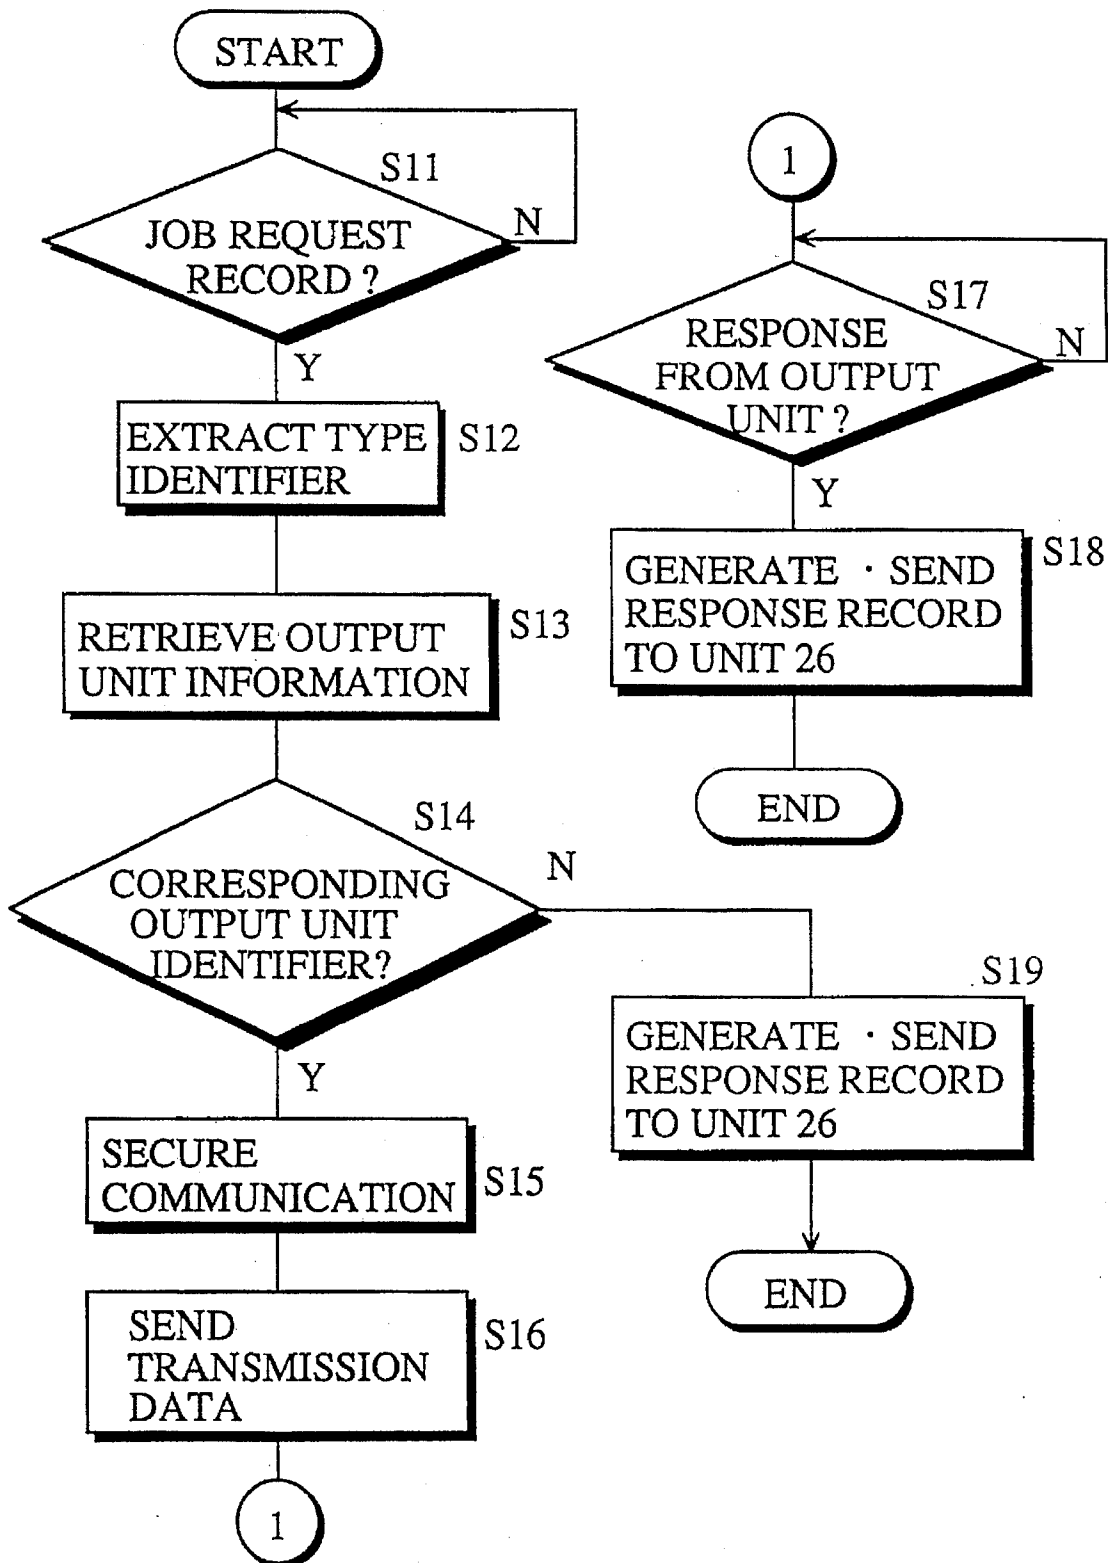 START
S11
JOB REQUEST
RECORD ?
N
Y
EXTRACT TYPE
IDENTIFIER
S12
RETRIEVE OUTPUT
UNIT INFORMATION
S13
S14
CORRESPONDING
OUTPUT UNIT
IDENTIFIER?
N
Y
SECURE
COMMUNICATION
S15
SEND
TRANSMISSION
DATA
S16
1
1
S17
RESPONSE
FROM OUTPUT
UNIT ?
N
Y
GENERATE · SEND
RESPONSE RECORD
TO UNIT 26
S18
END
S19
GENERATE · SEND
RESPONSE RECORD
TO UNIT 26
END